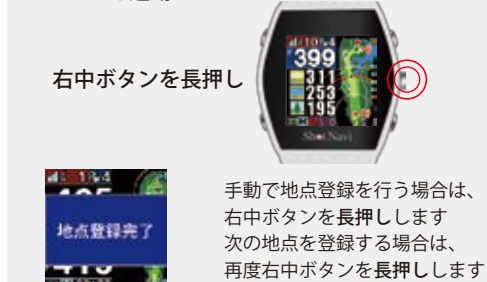 右中ボタンを長押し
399
311
253
195
Shot Navi
地点登録完了
手動で地点登録を行う場合は、
右中ボタンを長押しします
次の地点を登録する場合は、
再度右中ボタンを長押しします